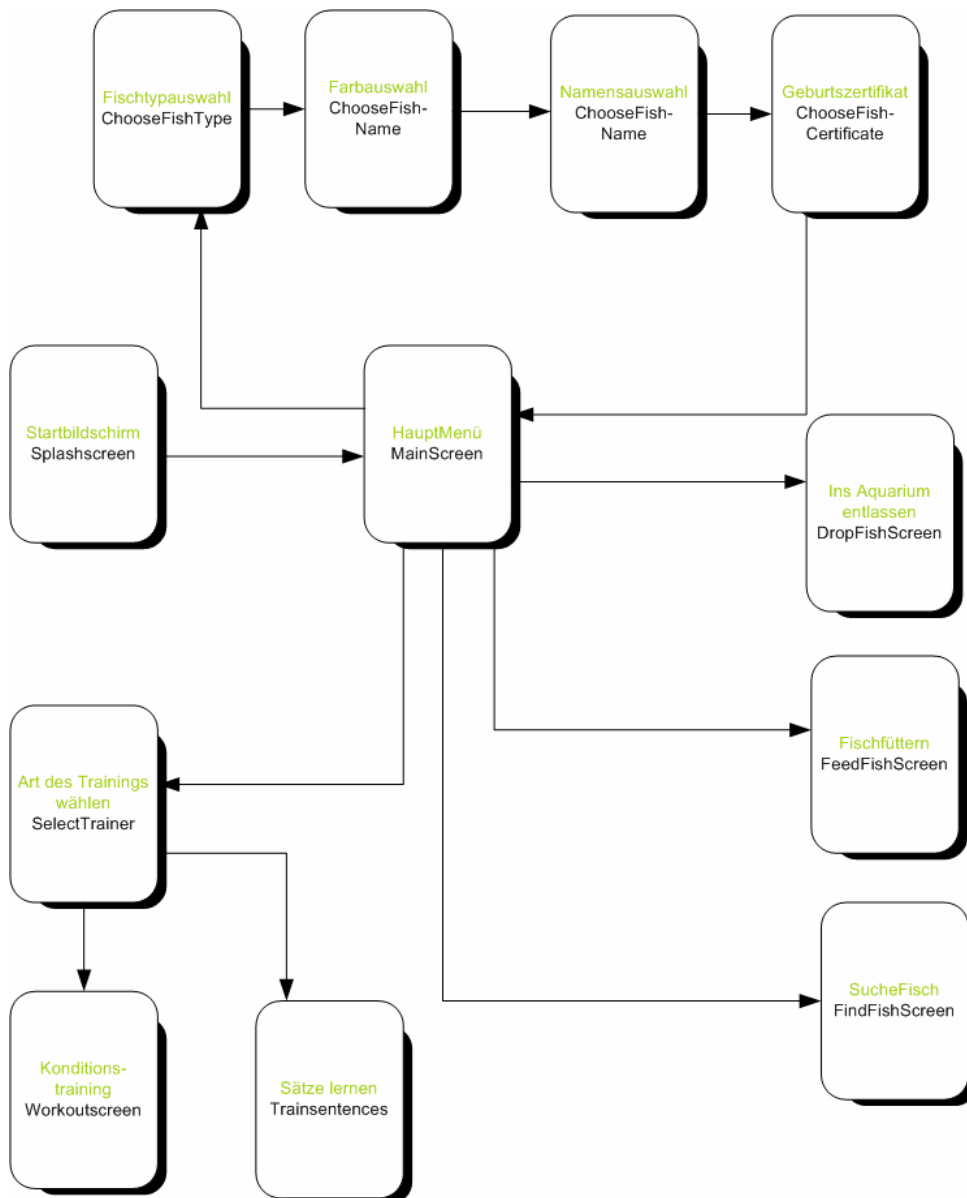 Fischtypauswahl
ChooseFishType
Farbauswahl
ChooseFish-
Name
Namensauswahl
ChooseFish-
Name
Geburtszertifikat
ChooseFish-
Certificate
Startbildschirm
Splashscreen
HauptMenü
MainScreen
Ins Aquarium
entlassen
DropFishScreen
Fischfüttern
FeedFishScreen
Art des Trainings
wählen
SelectTrainer
SucheFisch
FindFishScreen
Konditions-
training
Workoutscreen
Sätze lernen
Trainsentences